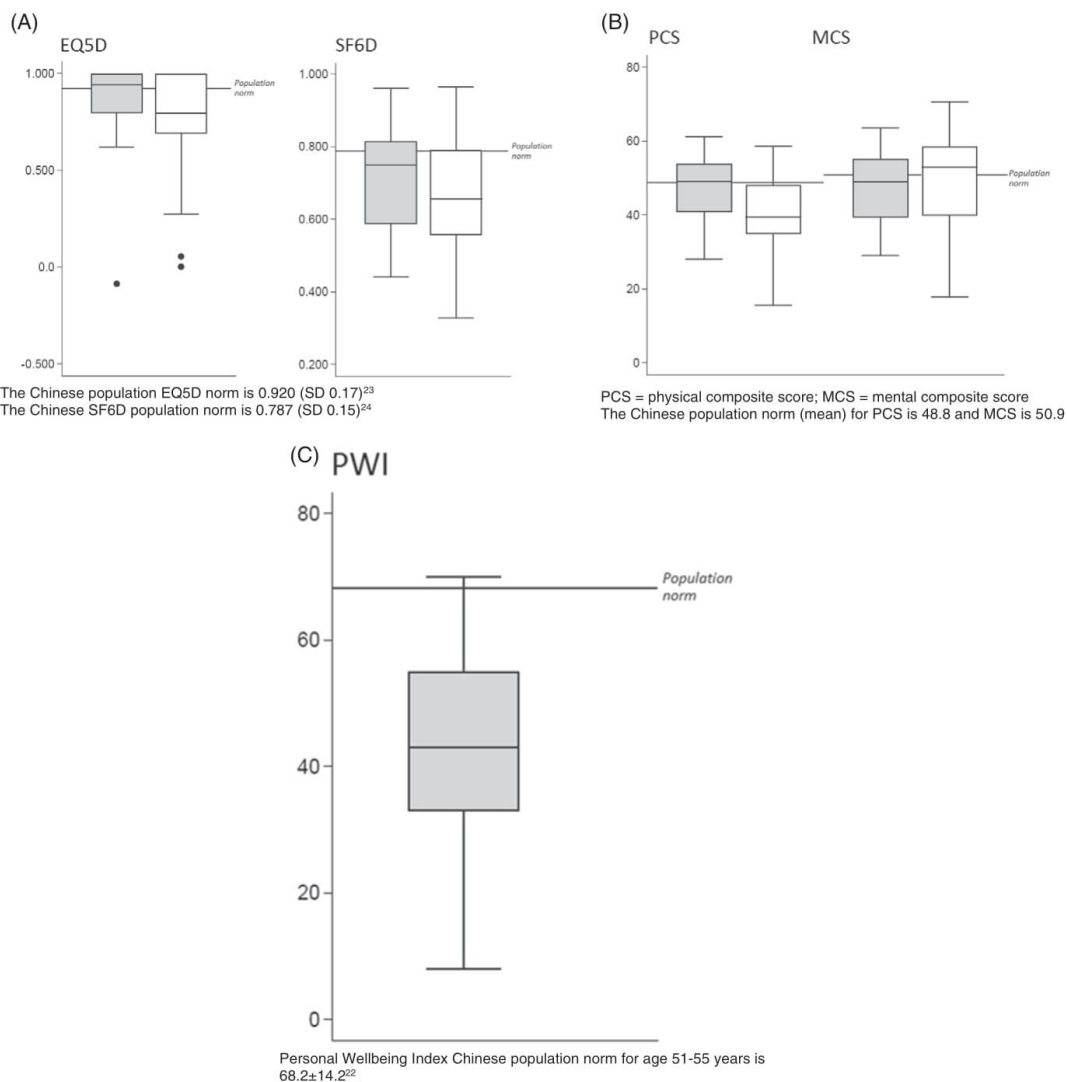 (A)
EQ5D
SF6D
1.000
0.500
0.0
-0.500
Population
norm
1.000
0.800
0.600
0.400
0.200
Population
norm
The Chinese population EQ5D norm is 0.920 (SD 0.17)²³
The Chinese SF6D population norm is 0.787 (SD 0.15)²⁴
(B)
PCS
MCS
80
60
40
20
0
Population
norm
PCS = physical composite score; MCS = mental composite score
The Chinese population norm (mean) for PCS is 48.8 and MCS is 50.9
(C)
PWI
80
60
40
20
0
Population
norm
Personal Wellbeing Index Chinese population norm for age 51-55 years is
68.2±14.2²²